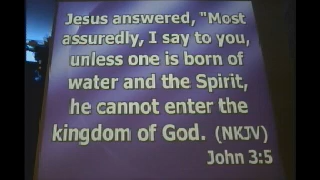 Jesus answered, "Most
assuredly, I say to you,
unless one is born of
water and the Spirit,
he cannot enter the
kingdom of God. (NKJV)
John 3:5